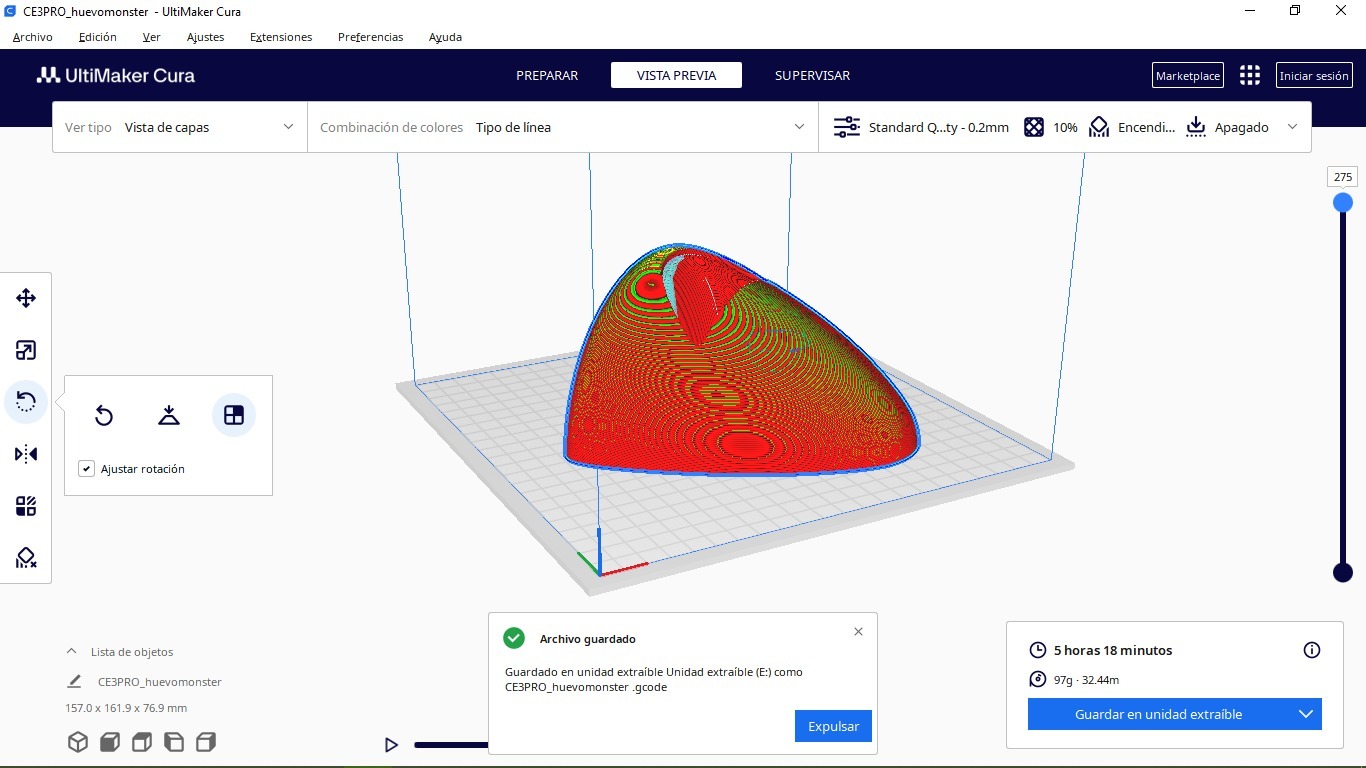 CE3PRO_huevomonster - UltiMaker Cura
Archivo Edición Ver Ajustes Extensiones Preferencias Ayuda
UltiMaker Cura PREPARAR VISTA PREVIA SUPERVISAR Marketplace Iniciar sesión
Ver tipo Vista de capas Combinación de colores Tipo de línea Standard Q...ty - 0.2mm 10% Encendi... Apagado
275
Ajustar rotación
Archivo guardado
Guardado en unidad extraíble Unidad extraíble (E:) como
CE3PRO_huevomonster .gcode
Expulsar
Lista de objetos
CE3PRO_huevomonster
157.0 x 161.9 x 76.9 mm
5 horas 18 minutos
97g · 32.44m
Guardar en unidad extraíble